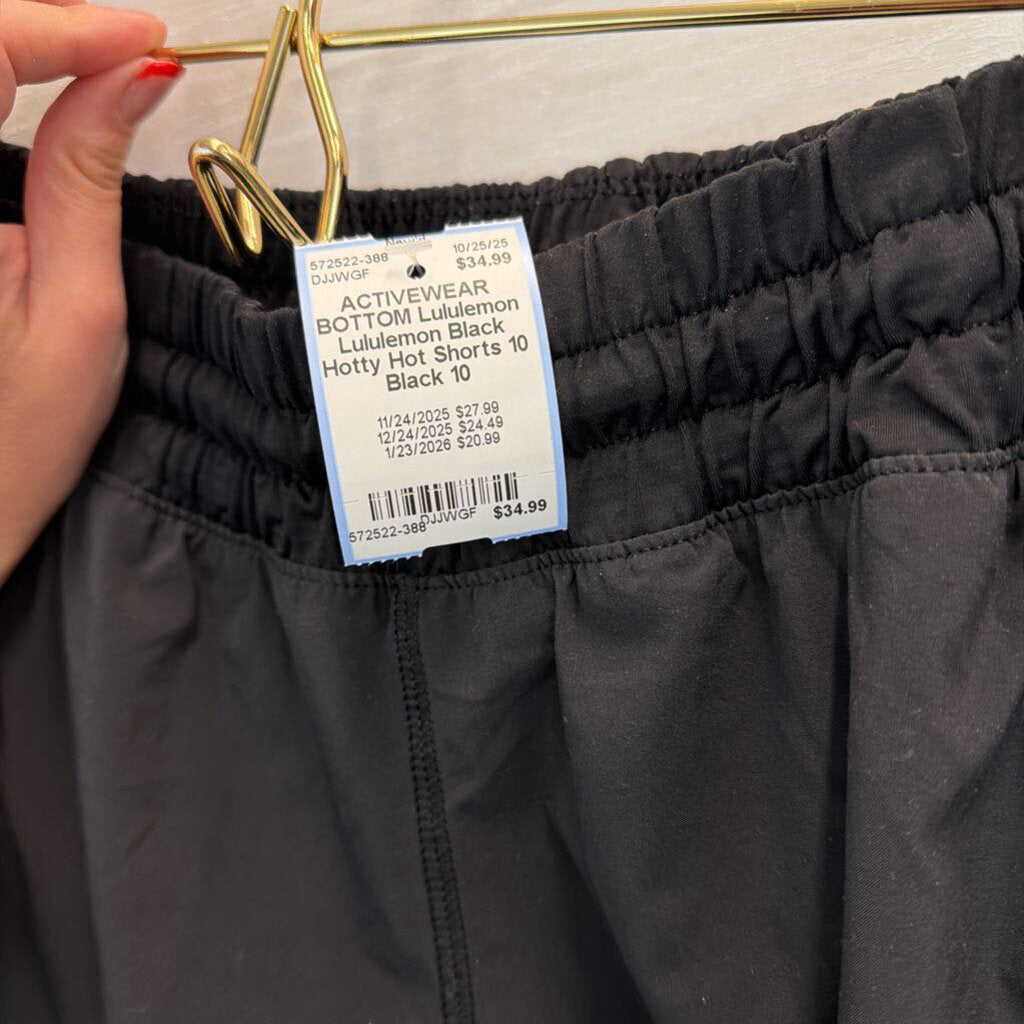 572522-388 10/25/25
DJJWGF $34.99
ACTIVEWEAR
BOTTOM Lululemon
Lululemon Black
Hotty Hot Shorts 10
Black 10
11/24/2025 $27.99
12/24/2025 $24.49
1/23/2026 $20.99
DJJWGF $34.99
572522-388